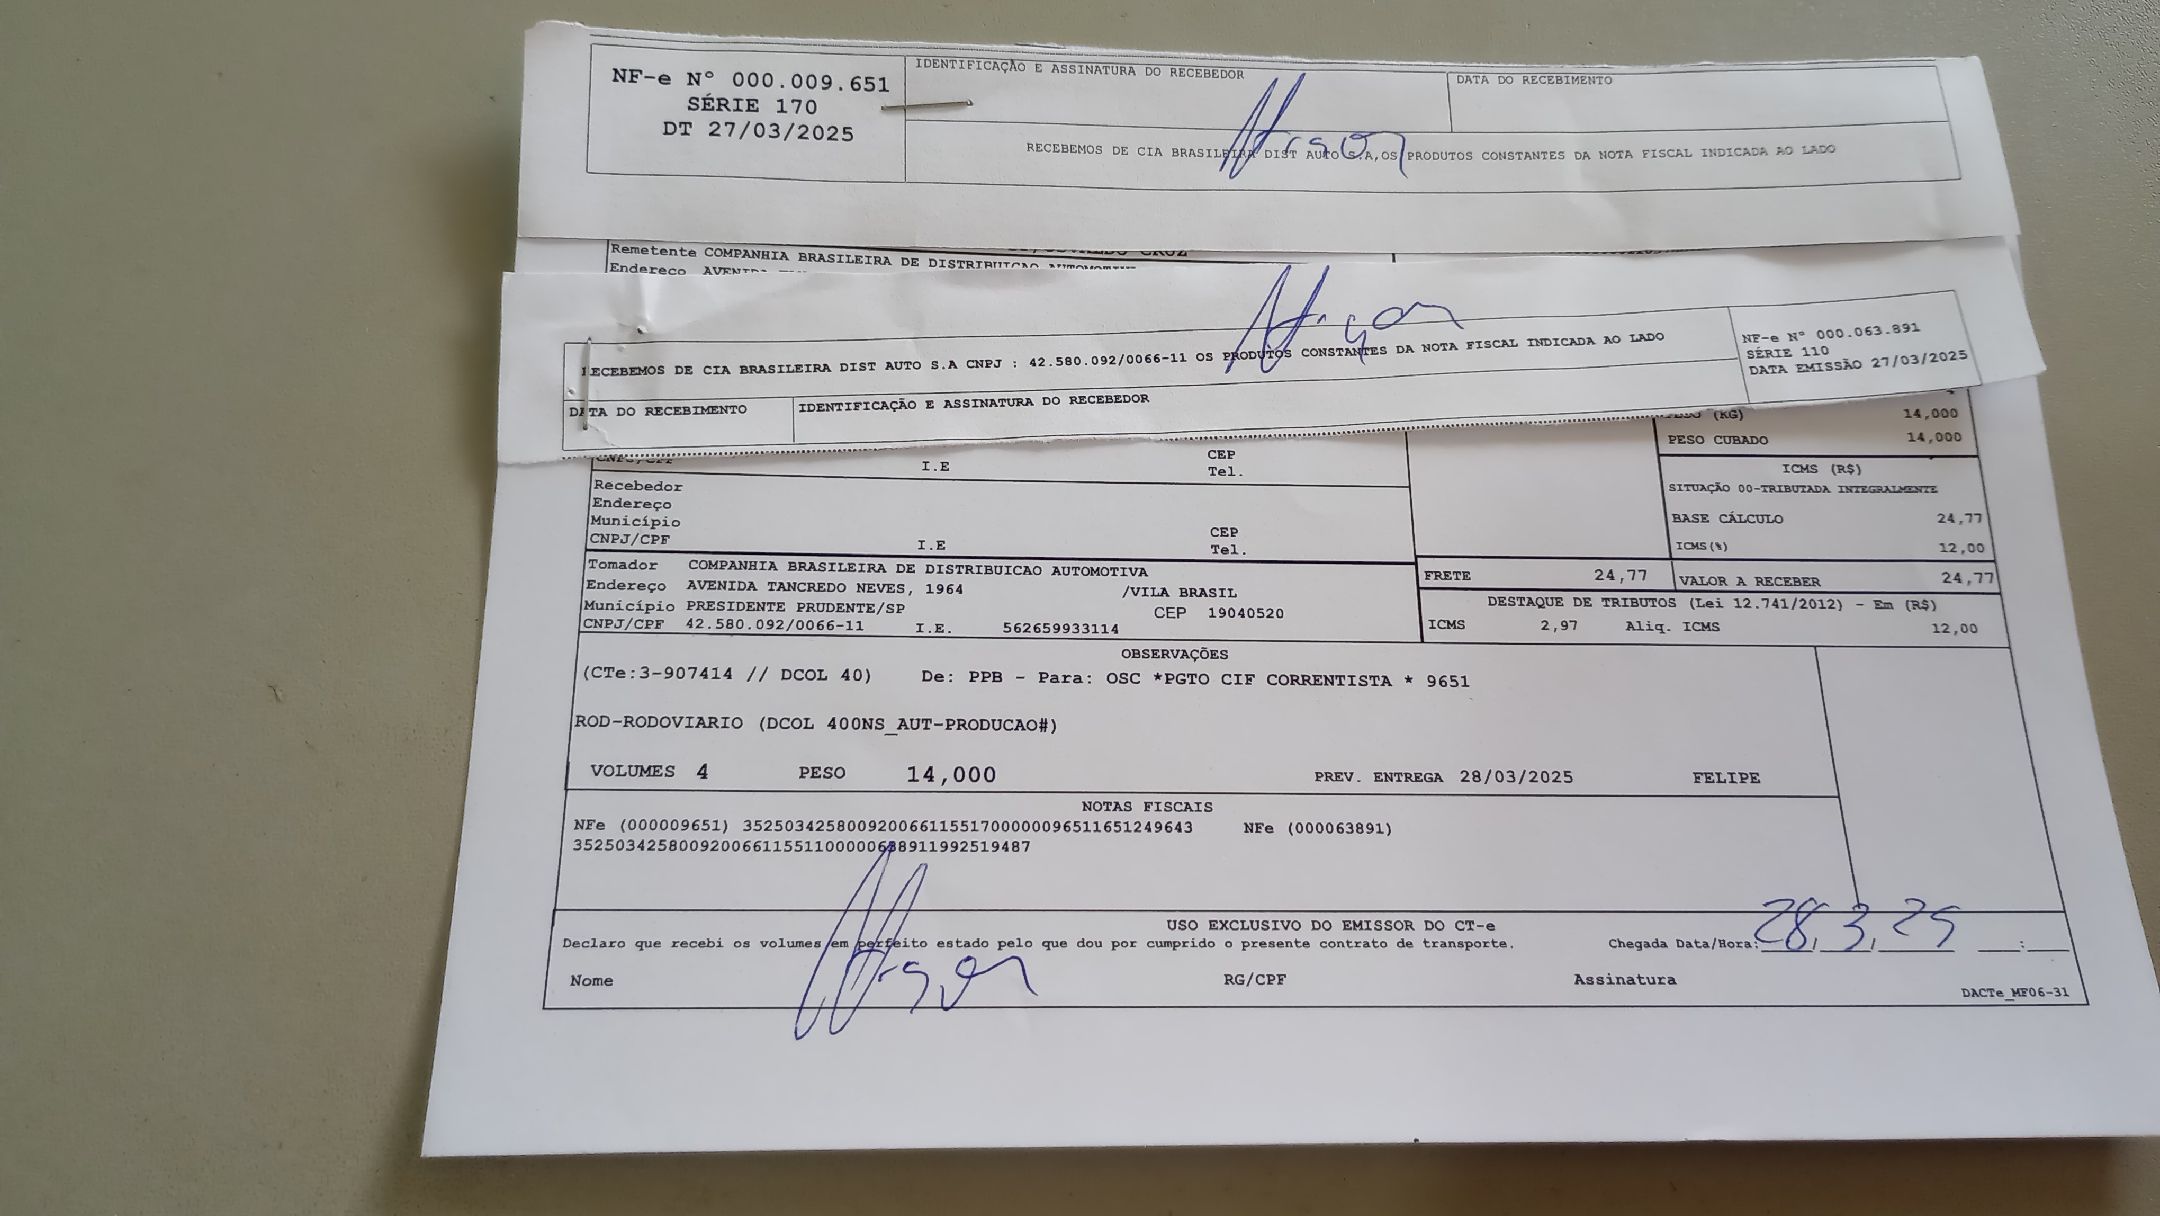 NF-e N° 000.009.651
SÉRIE 170
DT 27/03/2025
IDENTIFICAÇÃO E ASSINATURA DO RECEBEDOR
DATA DO RECEBIMENTO
RECEBEMOS DE CIA BRASILEIRA DIST AUTO S.A, OS PRODUTOS CONSTANTES DA NOTA FISCAL INDICADA AO LADO
Remetente COMPANHIA BRASILEIRA DE DISTRIBUICAO AUTOMOTIVA
Endereco AVENIDA
RECEBEMOS DE CIA BRASILEIRA DIST AUTO S.A CNPJ : 42.580.092/0066-11 OS PRODUTOS CONSTANTES DA NOTA FISCAL INDICADA AO LADO
NF-e N° 000.063.891
SÉRIE 110
DATA EMISSÃO 27/03/2025
DATA DO RECEBIMENTO
IDENTIFICAÇÃO E ASSINATURA DO RECEBEDOR
(KG) 14,000
PESO CUBADO 14,000
CNPJ/CPF I.E CEP
Tel.
ICMS (R$)
SITUAÇÃO 00-TRIBUTADA INTEGRALMENTE
BASE CÁLCULO 24,77
ICMS(%) 12,00
Recebedor
Endereço
Município CEP
CNPJ/CPF I.E Tel.
Tomador COMPANHIA BRASILEIRA DE DISTRIBUICAO AUTOMOTIVA
Endereço AVENIDA TANCREDO NEVES, 1964 /VILA BRASIL
Município PRESIDENTE PRUDENTE/SP CEP 19040520
CNPJ/CPF 42.580.092/0066-11 I.E. 562659933114
FRETE 24,77 VALOR A RECEBER 24,77
DESTAQUE DE TRIBUTOS (Lei 12.741/2012) - Em (R$)
ICMS 2,97 Aliq. ICMS 12,00
OBSERVAÇÕES
(CTe:3-907414 // DCOL 40) De: PPB - Para: OSC *PGTO CIF CORRENTISTA * 9651
ROD-RODOVIARIO (DCOL 400NS_AUT-PRODUCAO#)
VOLUMES 4 PESO 14,000 PREV. ENTREGA 28/03/2025 FELIPE
NOTAS FISCAIS
NFe (000009651) 35250342580092006611551700000096511651249643 NFe (000063891)
35250342580092006611551100000638911992519487
USO EXCLUSIVO DO EMISSOR DO CT-e
Declaro que recebi os volumes em perfeito estado pelo que dou por cumprido o presente contrato de transporte. Chegada Data/Hora: 28/3/25 __:__
Nome RG/CPF Assinatura
DACTe_MF06-31